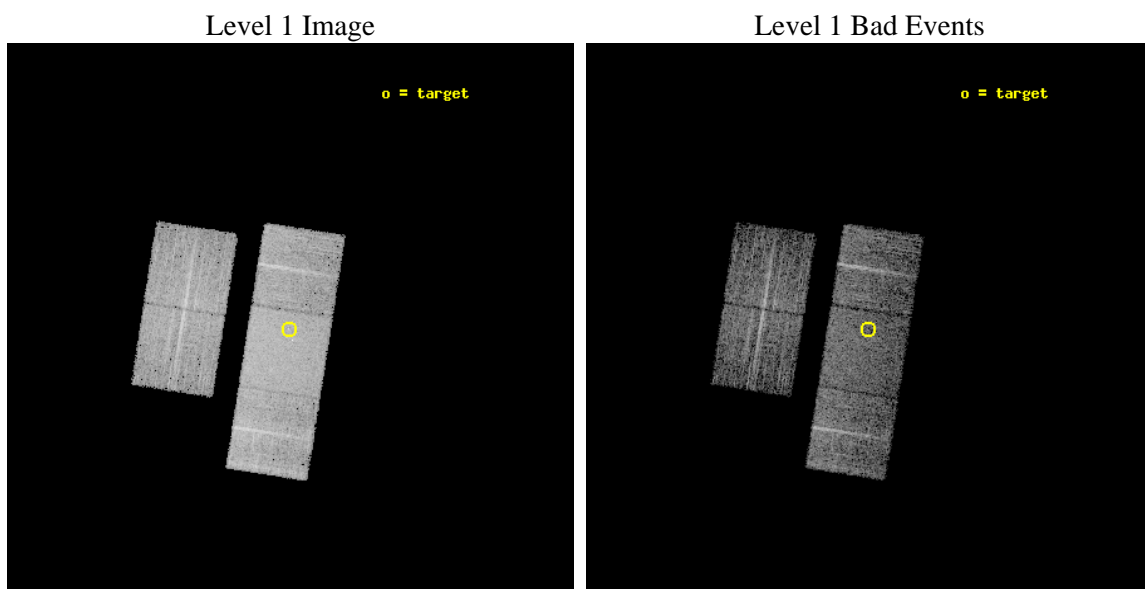 Level 1 Image
Level 1 Bad Events
o = target
o = target